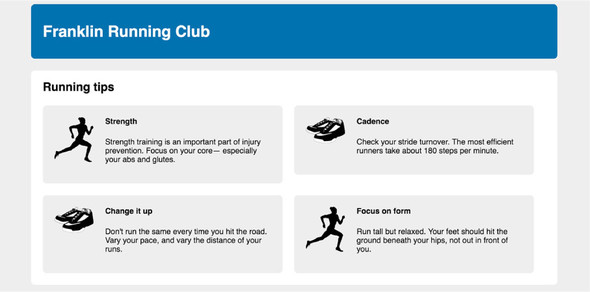 Franklin Running Club
Running tips
Strength
Strength training is an important part of injury
prevention. Focus on your core— especially
your abs and glutes.
Cadence
Check your stride turnover. The most efficient
runners take about 180 steps per minute.
Change it up
Don't run the same every time you hit the road.
Vary your pace, and vary the distance of your
runs.
Focus on form
Run tall but relaxed. Your feet should hit the
ground beneath your hips, not out in front of
you.